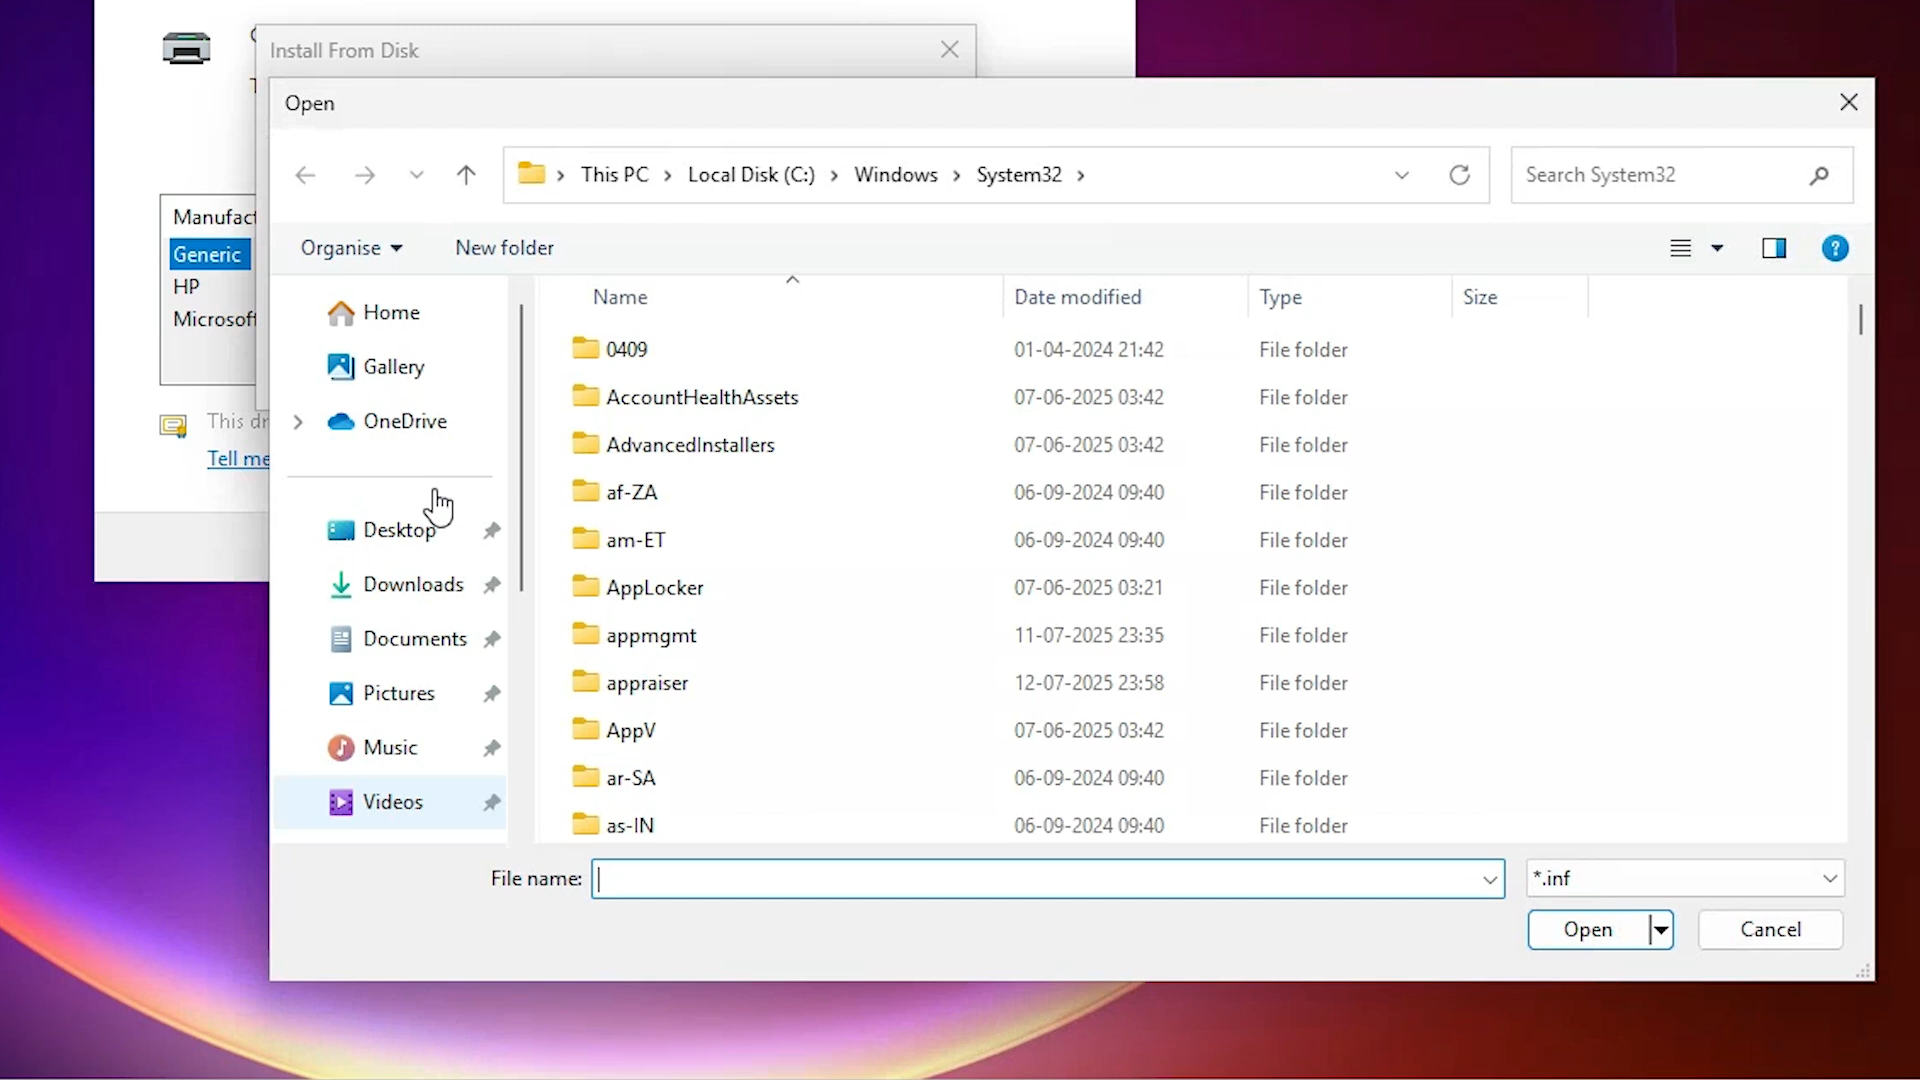 Install From Disk
Open
This PC > Local Disk (C:) > Windows > System32 >
Search System32
Manufact
Generic
HP
Microsoft
This dr
Tell me
Organise
New folder
?
Home
Gallery
OneDrive
Desktop
Downloads
Documents
Pictures
Music
Videos
Name Date modified Type Size
0409 01-04-2024 21:42 File folder
AccountHealthAssets 07-06-2025 03:42 File folder
AdvancedInstallers 07-06-2025 03:42 File folder
af-ZA 06-09-2024 09:40 File folder
am-ET 06-09-2024 09:40 File folder
AppLocker 07-06-2025 03:21 File folder
appmgmt 11-07-2025 23:35 File folder
appraiser 12-07-2025 23:58 File folder
AppV 07-06-2025 03:42 File folder
ar-SA 06-09-2024 09:40 File folder
as-IN 06-09-2024 09:40 File folder
File name:
*.inf
Open
Cancel